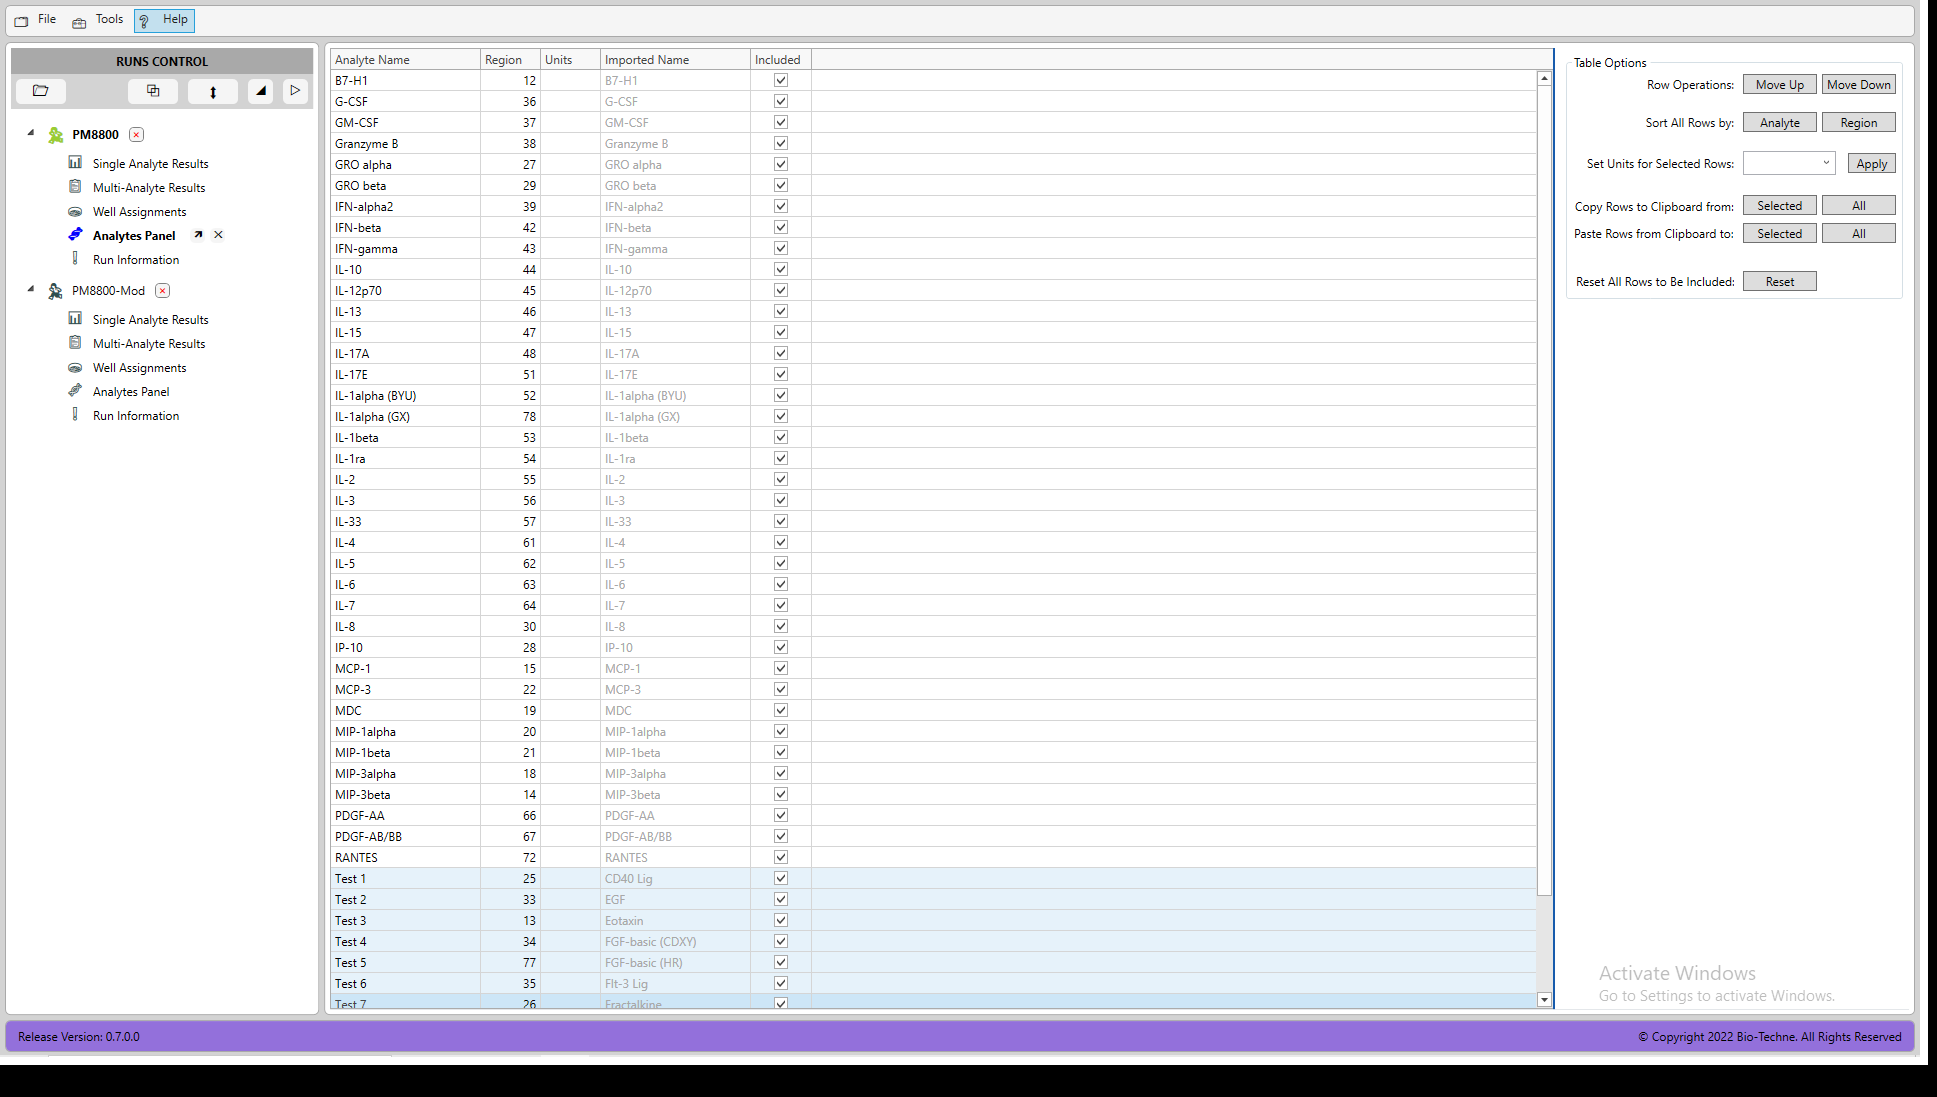 File Tools ? Help
RUNS CONTROL
PM8800
Single Analyte Results
Multi-Analyte Results
Well Assignments
Analytes Panel
Run Information
PM8800-Mod
Single Analyte Results
Multi-Analyte Results
Well Assignments
Analytes Panel
Run Information
Analyte Name Region Units Imported Name Included
B7-H1 12 B7-H1
G-CSF 36 G-CSF
GM-CSF 37 GM-CSF
Granzyme B 38 Granzyme B
GRO alpha 27 GRO alpha
GRO beta 29 GRO beta
IFN-alpha2 39 IFN-alpha2
IFN-beta 42 IFN-beta
IFN-gamma 43 IFN-gamma
IL-10 44 IL-10
IL-12p70 45 IL-12p70
IL-13 46 IL-13
IL-15 47 IL-15
IL-17A 48 IL-17A
IL-17E 51 IL-17E
IL-1alpha (BYU) 52 IL-1alpha (BYU)
IL-1alpha (GX) 78 IL-1alpha (GX)
IL-1beta 53 IL-1beta
IL-1ra 54 IL-1ra
IL-2 55 IL-2
IL-3 56 IL-3
IL-33 57 IL-33
IL-4 61 IL-4
IL-5 62 IL-5
IL-6 63 IL-6
IL-7 64 IL-7
IL-8 30 IL-8
IP-10 28 IP-10
MCP-1 15 MCP-1
MCP-3 22 MCP-3
MDC 19 MDC
MIP-1alpha 20 MIP-1alpha
MIP-1beta 21 MIP-1beta
MIP-3alpha 18 MIP-3alpha
MIP-3beta 14 MIP-3beta
PDGF-AA 66 PDGF-AA
PDGF-AB/BB 67 PDGF-AB/BB
RANTES 72 RANTES
Test 1 25 CD40 Lig
Test 2 33 EGF
Test 3 13 Eotaxin
Test 4 34 FGF-basic (CDXY)
Test 5 77 FGF-basic (HR)
Test 6 35 Flt-3 Lig
Test 7 26 Fractalkine
Table Options
Row Operations: Move Up Move Down
Sort All Rows by: Analyte Region
Set Units for Selected Rows: Apply
Copy Rows to Clipboard from: Selected All
Paste Rows from Clipboard to: Selected All
Reset All Rows to Be Included: Reset
Activate Windows
Go to Settings to activate Windows.
Release Version: 0.7.0.0
© Copyright 2022 Bio-Techne. All Rights Reserved